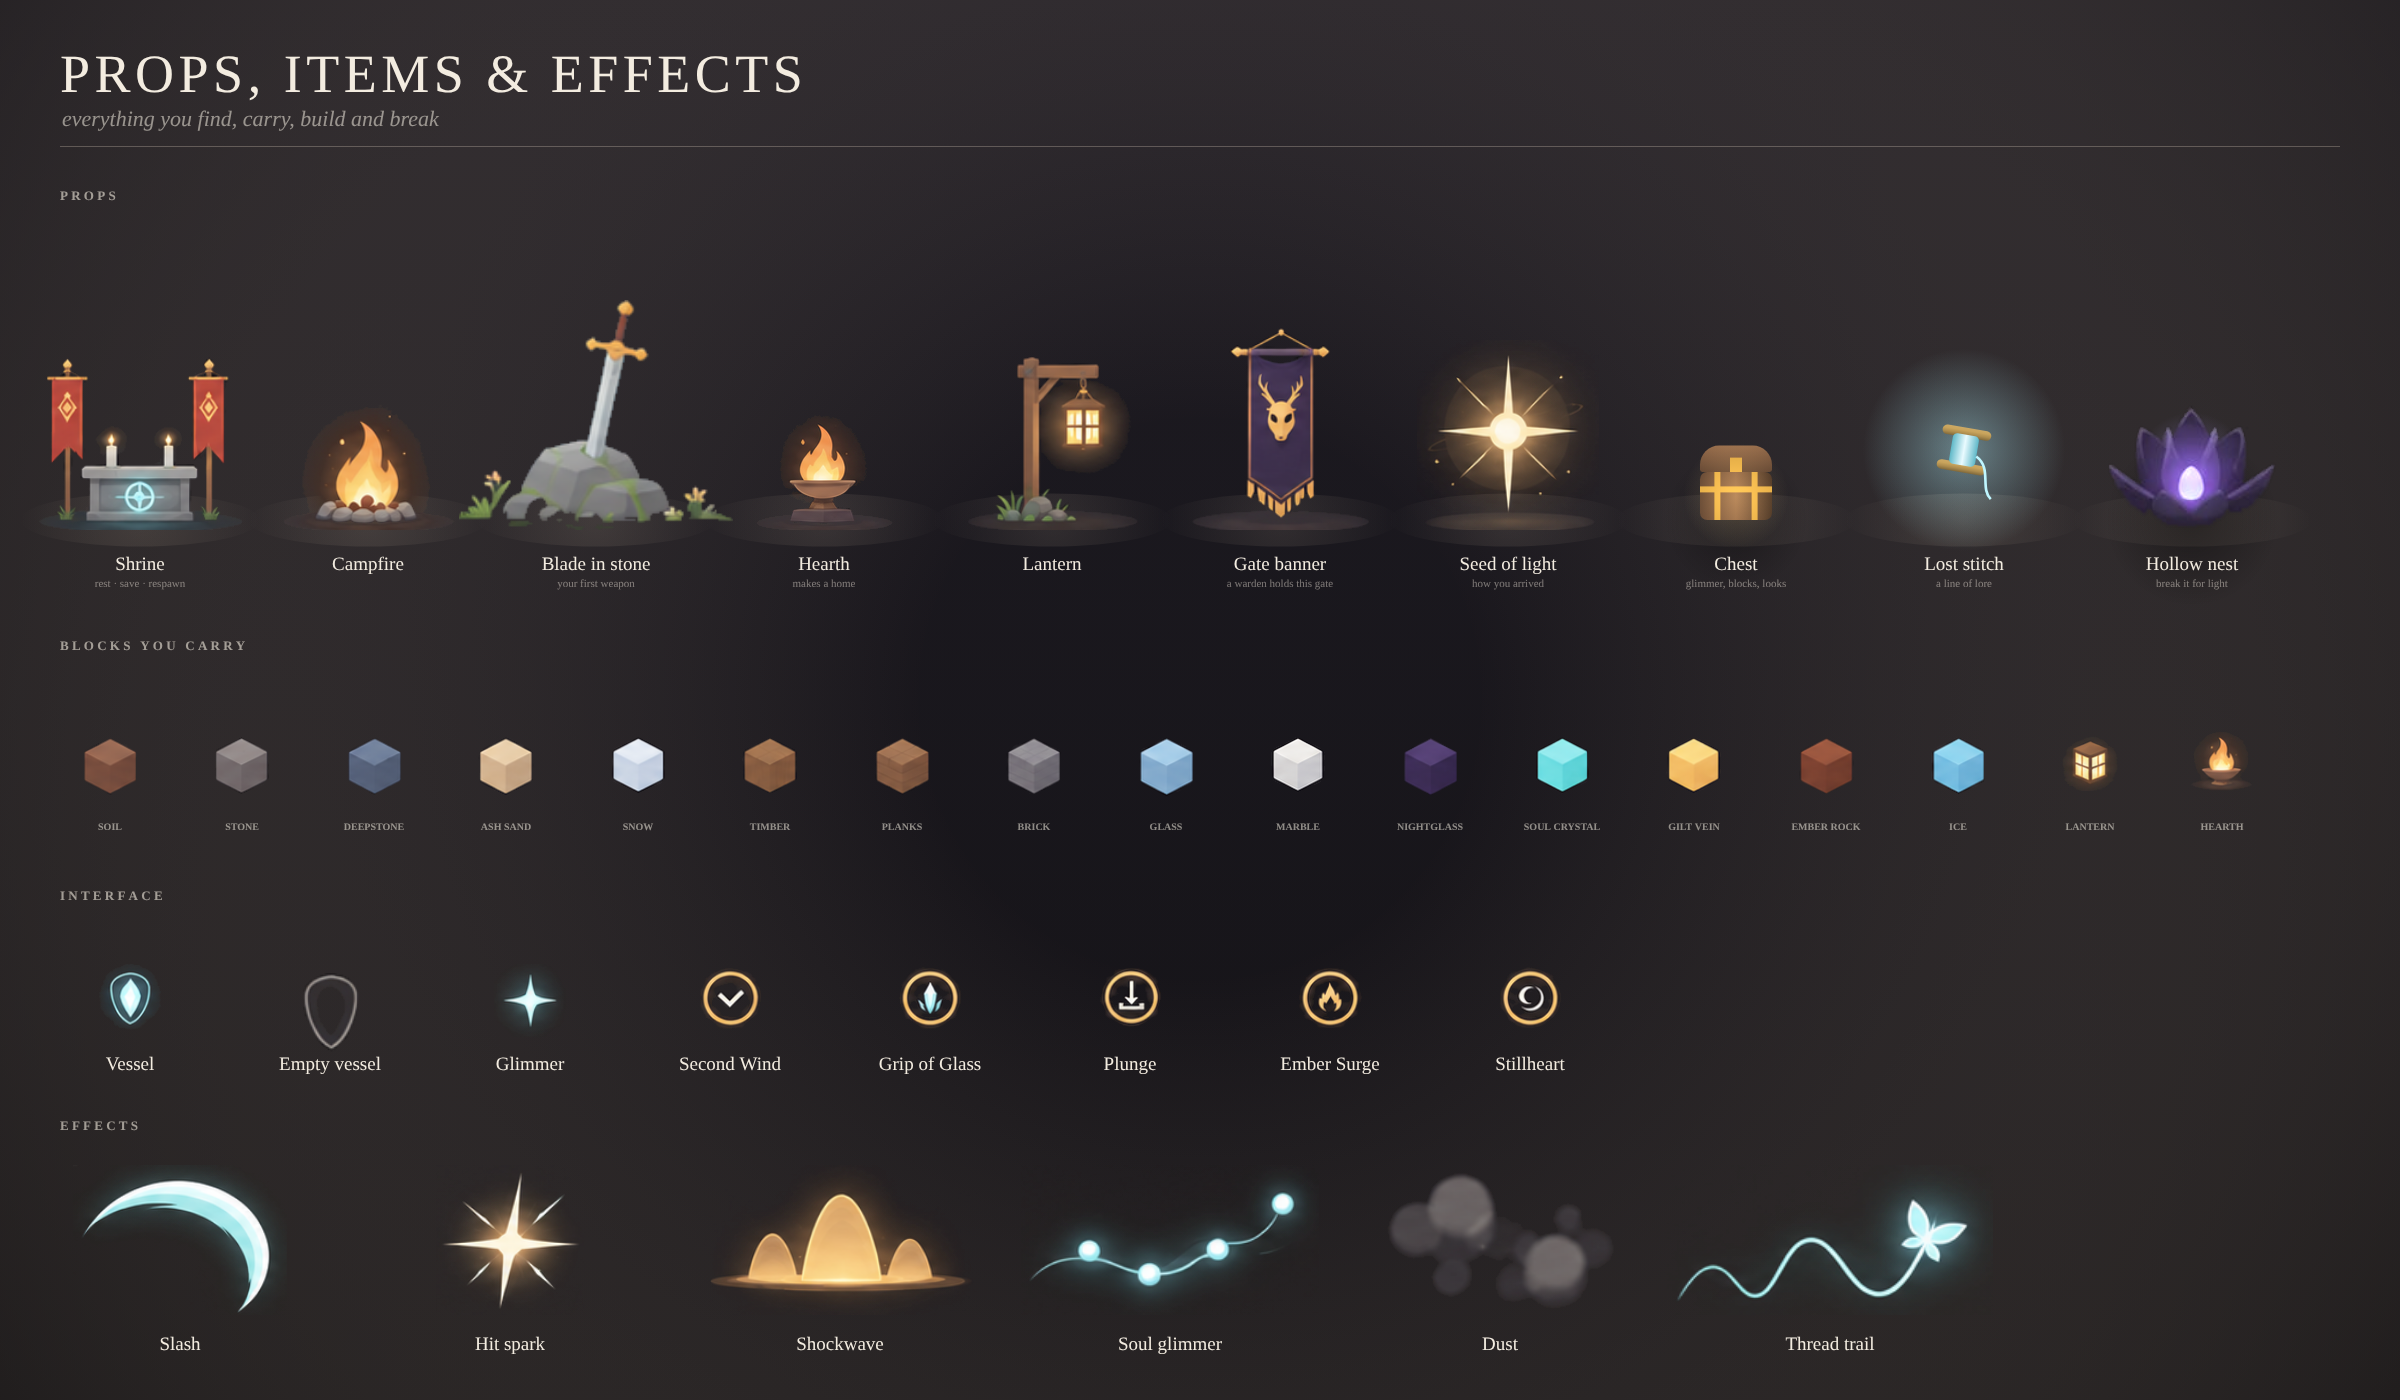 PROPS, ITEMS & EFFECTS
everything you find, carry, build and break
PROPS
Shrine
rest · save · respawn
Campfire
Blade in stone
your first weapon
Hearth
makes a home
Lantern
Gate banner
a warden holds this gate
Seed of light
how you arrived
Chest
glimmer, blocks, looks
Lost stitch
a line of lore
Hollow nest
break it for light
BLOCKS YOU CARRY
SOIL
STONE
DEEPSTONE
ASH SAND
SNOW
TIMBER
PLANKS
BRICK
GLASS
MARBLE
NIGHTGLASS
SOUL CRYSTAL
GILT VEIN
EMBER ROCK
ICE
LANTERN
HEARTH
INTERFACE
Vessel
Empty vessel
Glimmer
Second Wind
Grip of Glass
Plunge
Ember Surge
Stillheart
EFFECTS
Slash
Hit spark
Shockwave
Soul glimmer
Dust
Thread trail